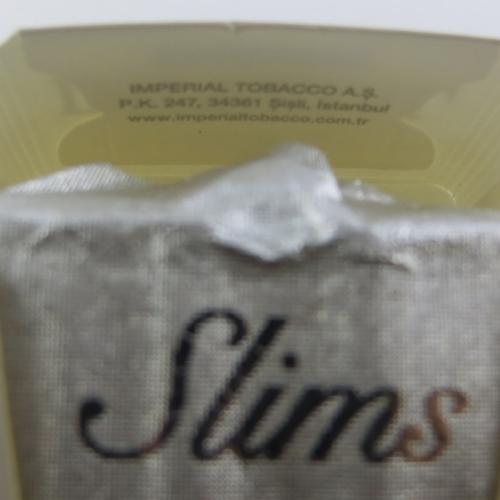 IMPERIAL TOBACCO A.Ş.
P.K. 247, 34361 Şişli, İstanbul
www.imperialtobacco.com.tr
Slims